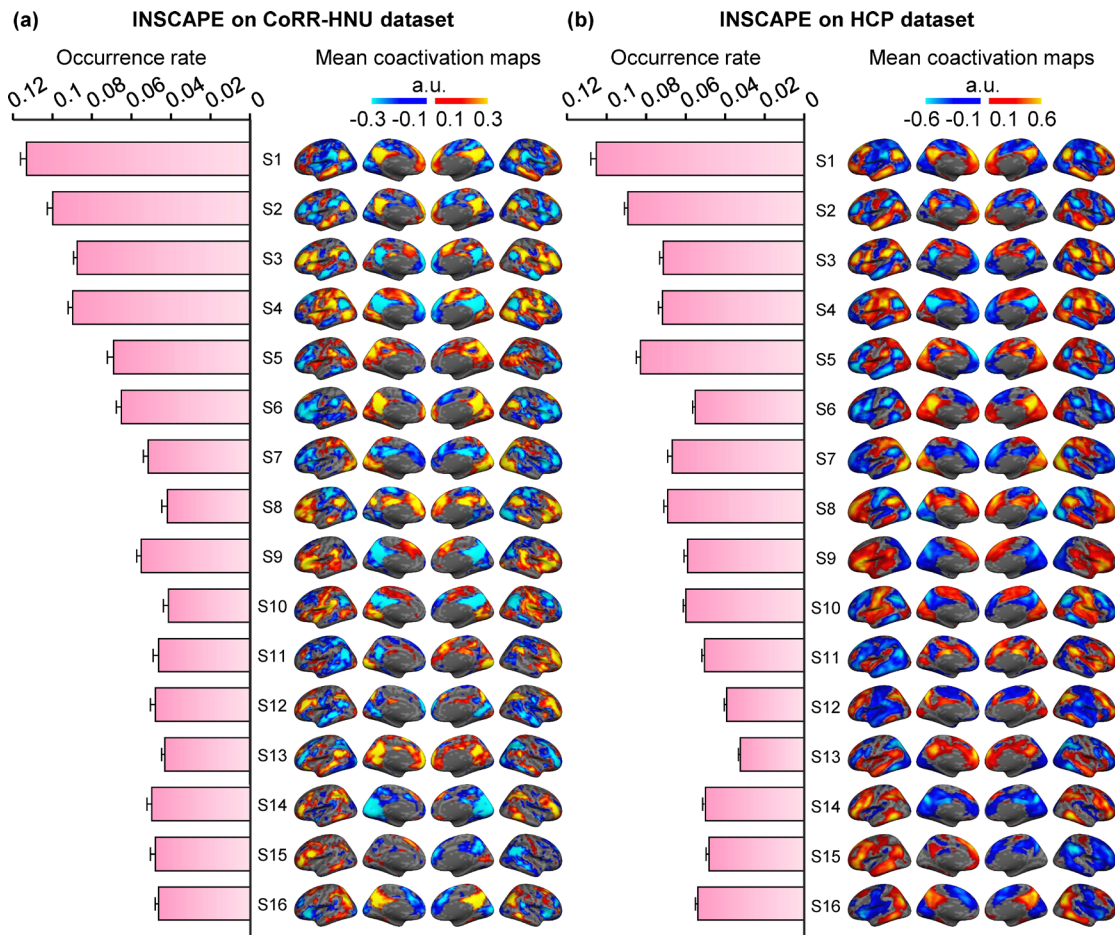 (a) INSCAPE on CoRR-HNU dataset
Occurrence rate
0.12 0.1 0.08 0.06 0.04 0.02 0
Mean coactivation maps
a.u.
-0.3 -0.1 0.1 0.3
S1
S2
S3
S4
S5
S6
S7
S8
S9
S10
S11
S12
S13
S14
S15
S16
(b) INSCAPE on HCP dataset
Occurrence rate
0.12 0.1 0.08 0.06 0.04 0.02 0
Mean coactivation maps
a.u.
-0.6 -0.1 0.1 0.6
S1
S2
S3
S4
S5
S6
S7
S8
S9
S10
S11
S12
S13
S14
S15
S16